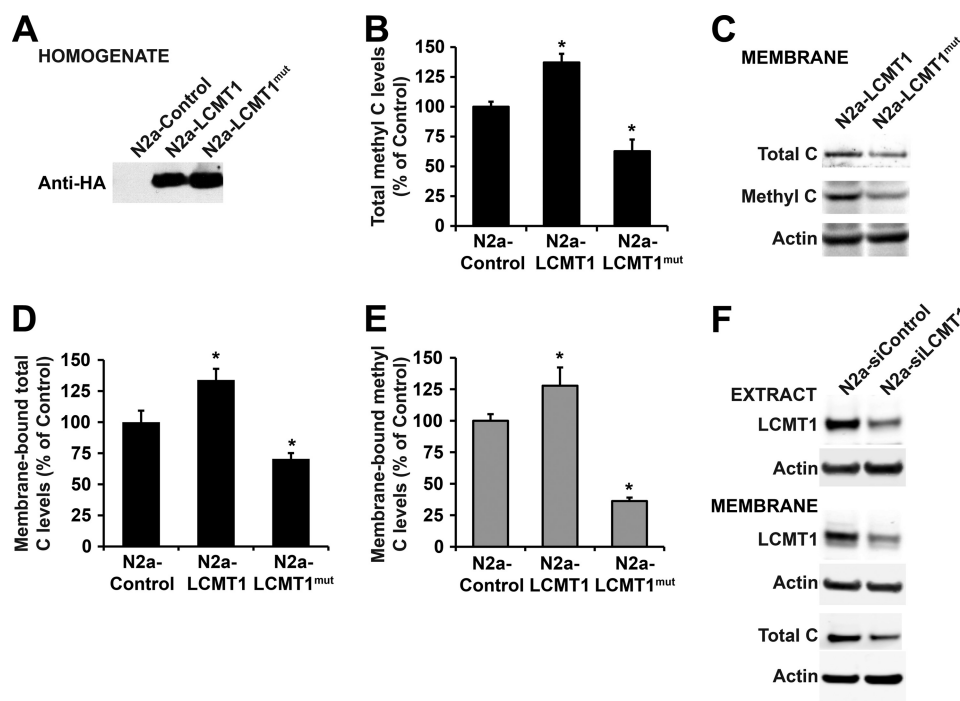 A
HOMOGENATE
N2a-Control
N2a-LCMT1
N2a-LCMT1mut
Anti-HA
B
Total methyl C levels
(% of Control)
150
125
100
75
50
25
0
*
*
N2a-
Control
N2a-
LCMT1
N2a-
LCMT1mut
C
MEMBRANE
N2a-LCMT1
N2a-LCMT1mut
Total C
Methyl C
Actin
D
Membrane-bound total
C levels (% of Control)
150
125
100
75
50
25
0
*
*
N2a-
Control
N2a-
LCMT1
N2a-
LCMT1mut
E
Membrane-bound methyl
C levels (% of Control)
150
125
100
75
50
25
0
*
*
N2a-
Control
N2a-
LCMT1
N2a-
LCMT1mut
F
N2a-siControl
N2a-siLCMT1
EXTRACT
LCMT1
Actin
MEMBRANE
LCMT1
Actin
Total C
Actin